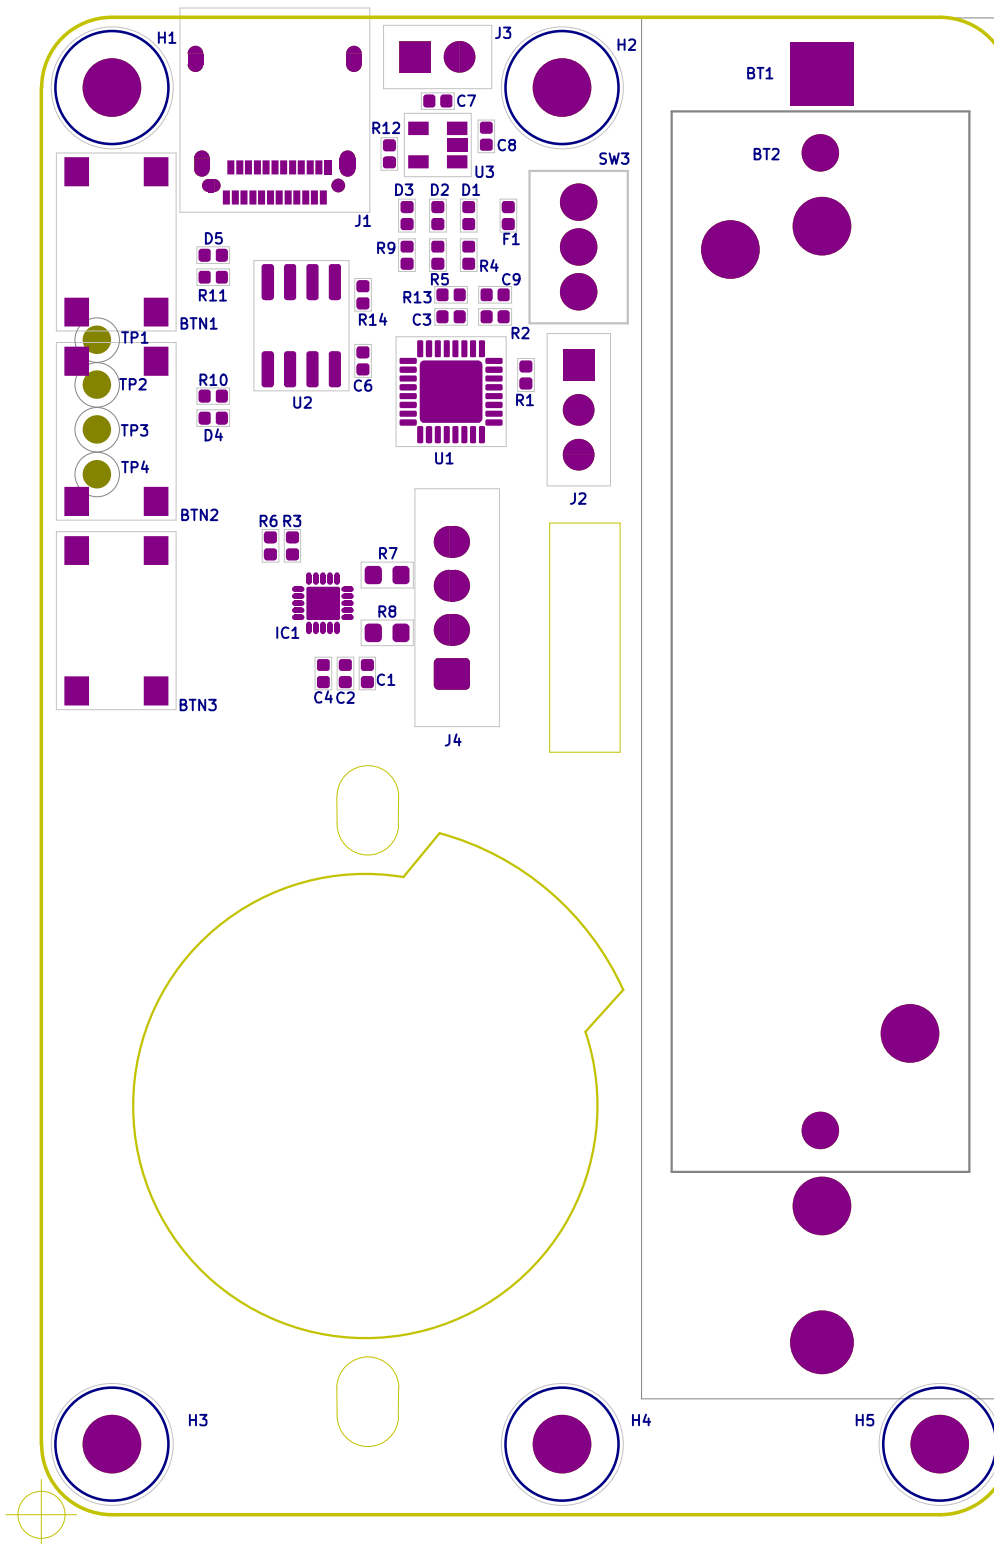 H1
J3
H2
BT1
C7
R12
C8
BT2
SW3
U3
D3
D2
D1
J1
D5
F1
R9
R4
R5
C9
R11
R13
R14
C3
BTN1
R2
TP1
R10
TP2
C6
R1
U2
TP3
D4
U1
TP4
J2
BTN2
R6
R3
R7
R8
IC1
C1
C4
C2
BTN3
J4
H3
H4
H5